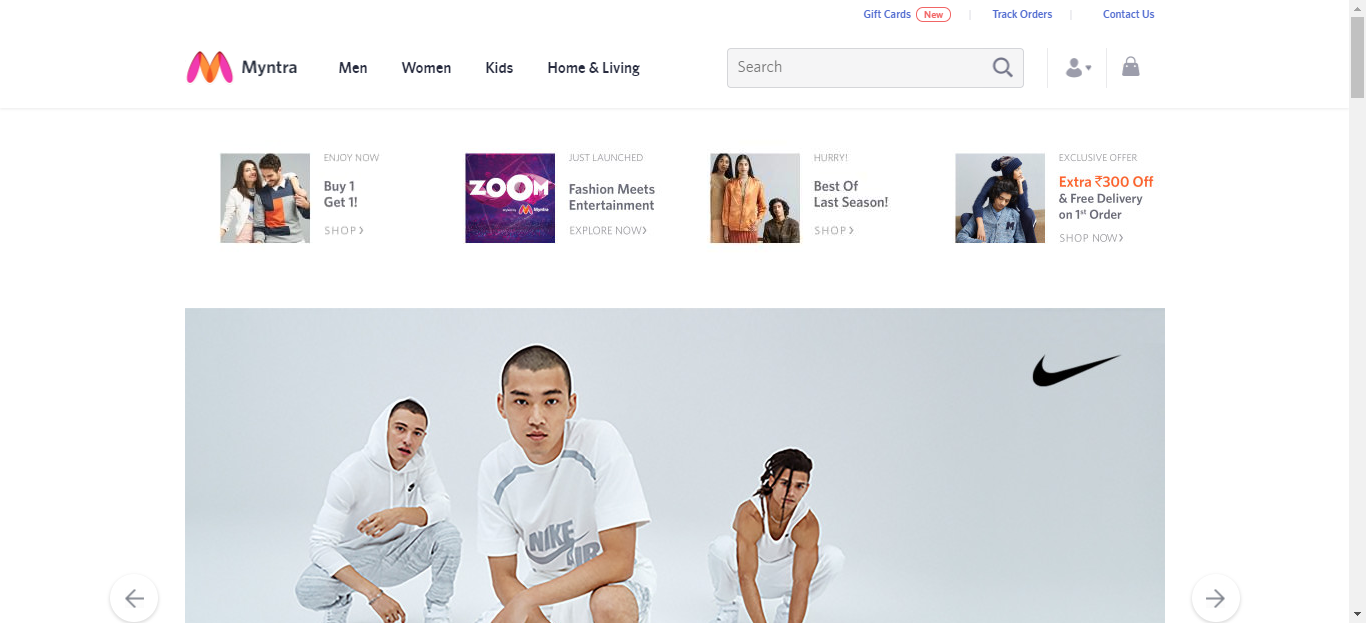 Gift Cards New Track Orders Contact Us
Myntra Men Women Kids Home & Living Search
ENJOY NOW
Buy 1
Get 1!
SHOP
ZOOM
Myntra
JUST LAUNCHED
Fashion Meets
Entertainment
EXPLORE NOW
HURRY!
Best Of
Last Season!
SHOP
M
EXCLUSIVE OFFER
Extra ₹300 Off
& Free Delivery
on 1st Order
SHOP NOW
NIKE
AIR